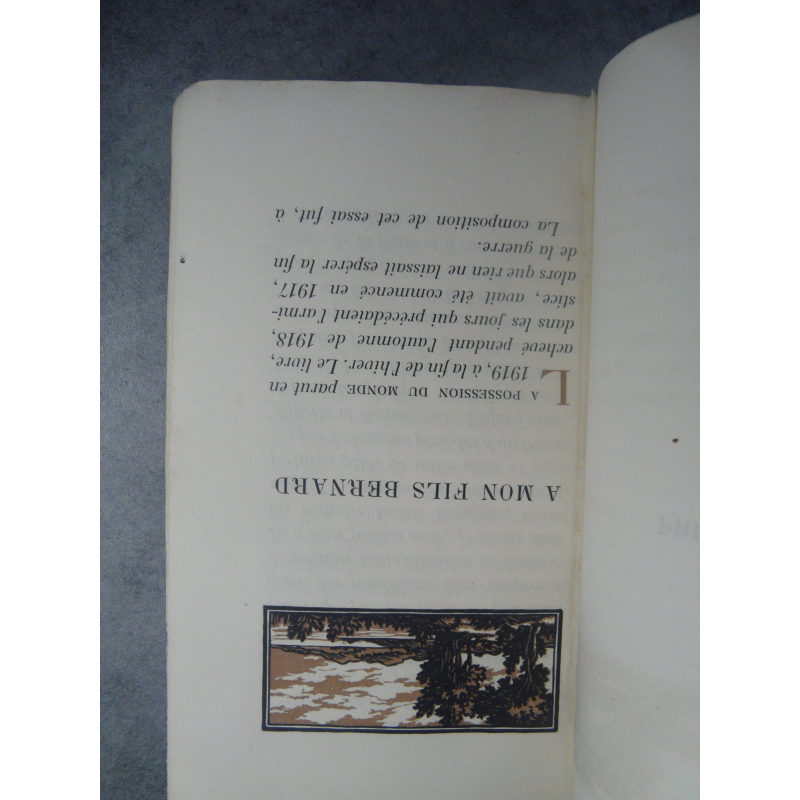 A MON FILS BERNARD
LA POSSESSION DU MONDE parut en
1919, à la fin de l'hiver. Le livre,
achevé pendant l'automne de 1918,
dans les jours qui précédaient l'armi-
stice, avait été commencé en 1917,
alors que rien ne laissait espérer la fin
de la guerre.
La composition de cet essai fut, à